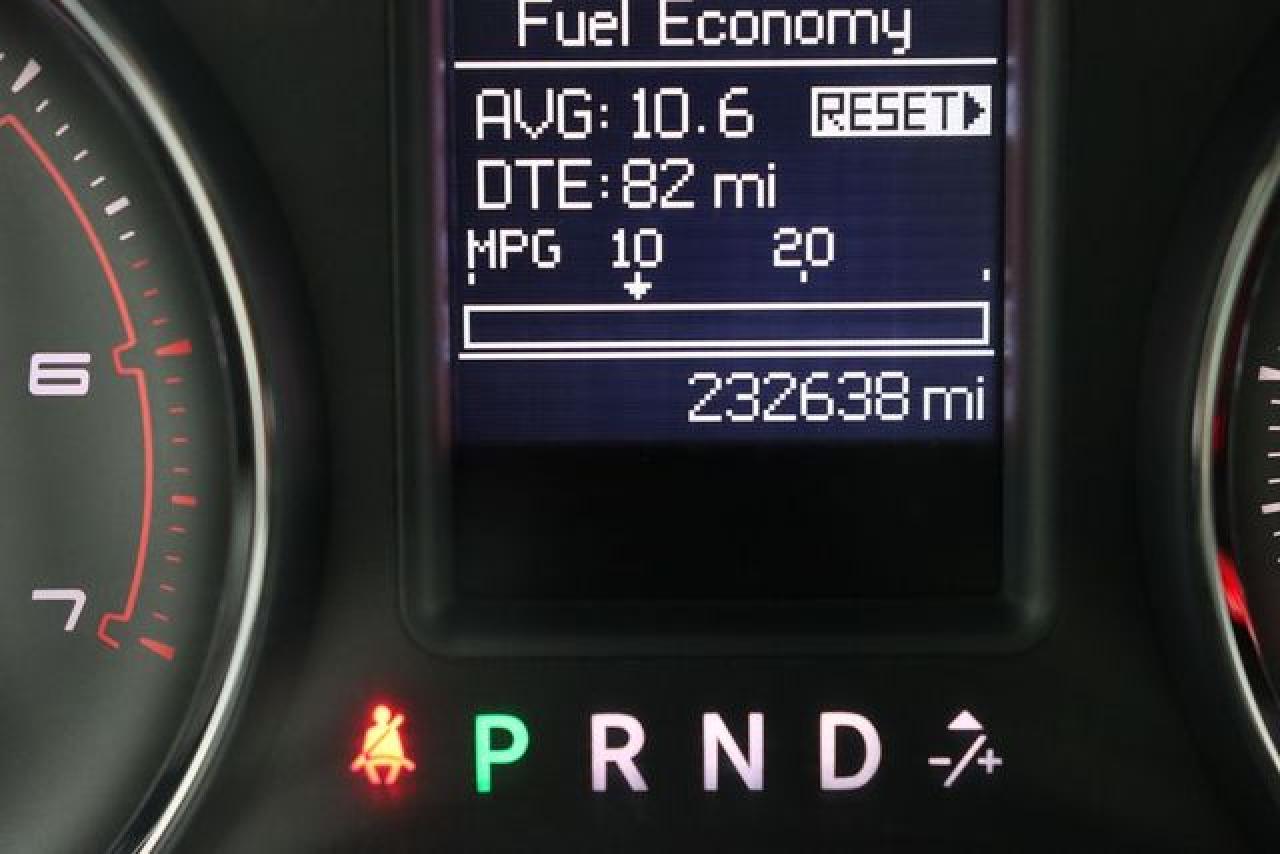 Fuel Economy
AVG: 10.6 RESET
DTE: 82 mi
MPG 10 20
232638 mi
6
7
P R N D -/+